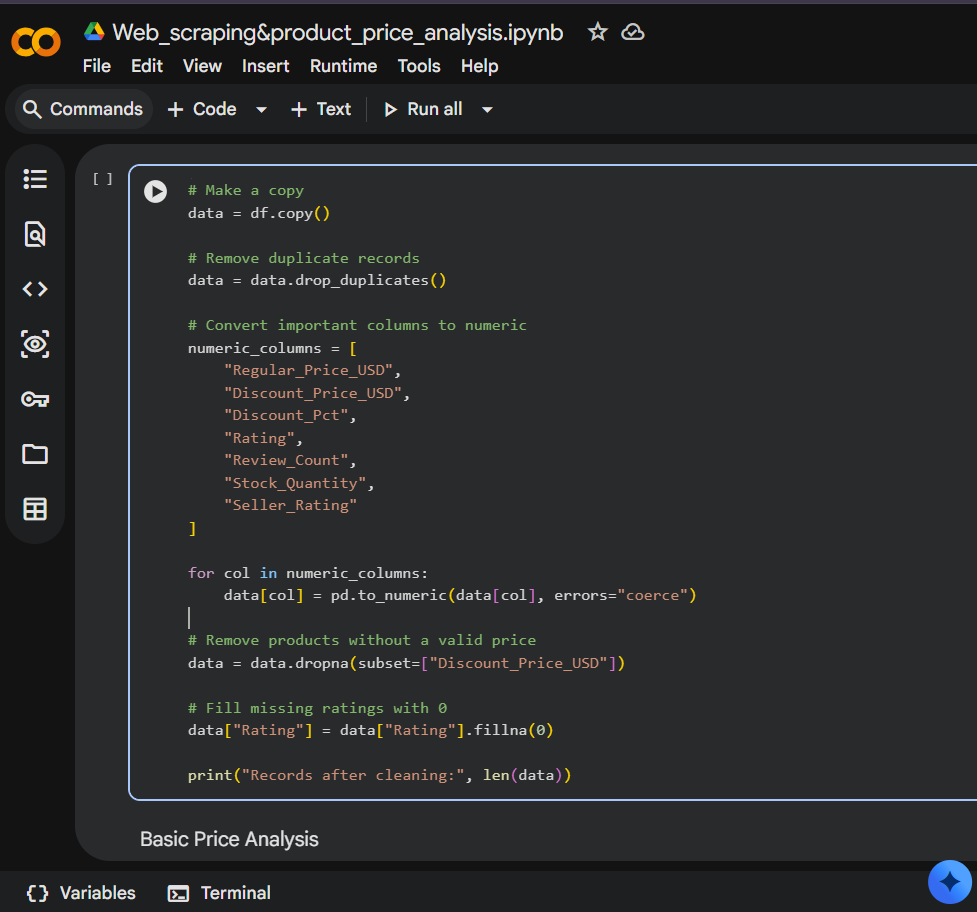 Web_scraping&product_price_analysis.ipynb
File Edit View Insert Runtime Tools Help
Commands + Code + Text Run all
[ ]
# Make a copy
data = df.copy()
# Remove duplicate records
data = data.drop_duplicates()
# Convert important columns to numeric
numeric_columns = [
"Regular_Price_USD",
"Discount_Price_USD",
"Discount_Pct",
"Rating",
"Review_Count",
"Stock_Quantity",
"Seller_Rating"
]
for col in numeric_columns:
data[col] = pd.to_numeric(data[col], errors="coerce")
# Remove products without a valid price
data = data.dropna(subset=["Discount_Price_USD"])
# Fill missing ratings with 0
data["Rating"] = data["Rating"].fillna(0)
print("Records after cleaning:", len(data))
Basic Price Analysis
Variables Terminal